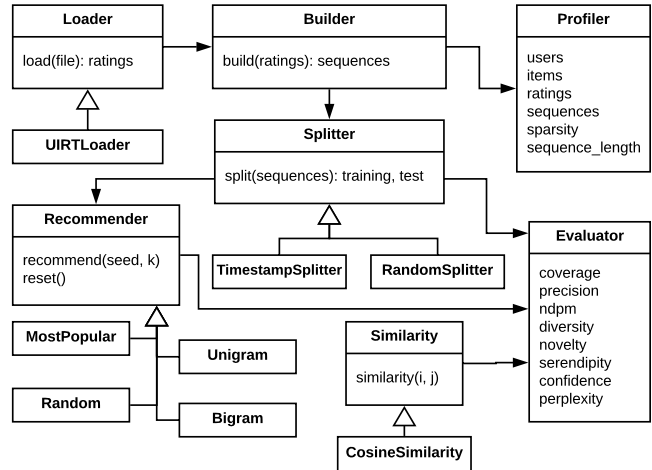 Loader
load(file): ratings
UIRTLoader
Builder
build(ratings): sequences
Profiler
users
items
ratings
sequences
sparsity
sequence_length
Splitter
split(sequences): training, test
TimestampSplitter
RandomSplitter
Recommender
recommend(seed, k)
reset()
MostPopular
Unigram
Random
Bigram
Similarity
similarity(i, j)
CosineSimilarity
Evaluator
coverage
precision
ndpm
diversity
novelty
serendipity
confidence
perplexity